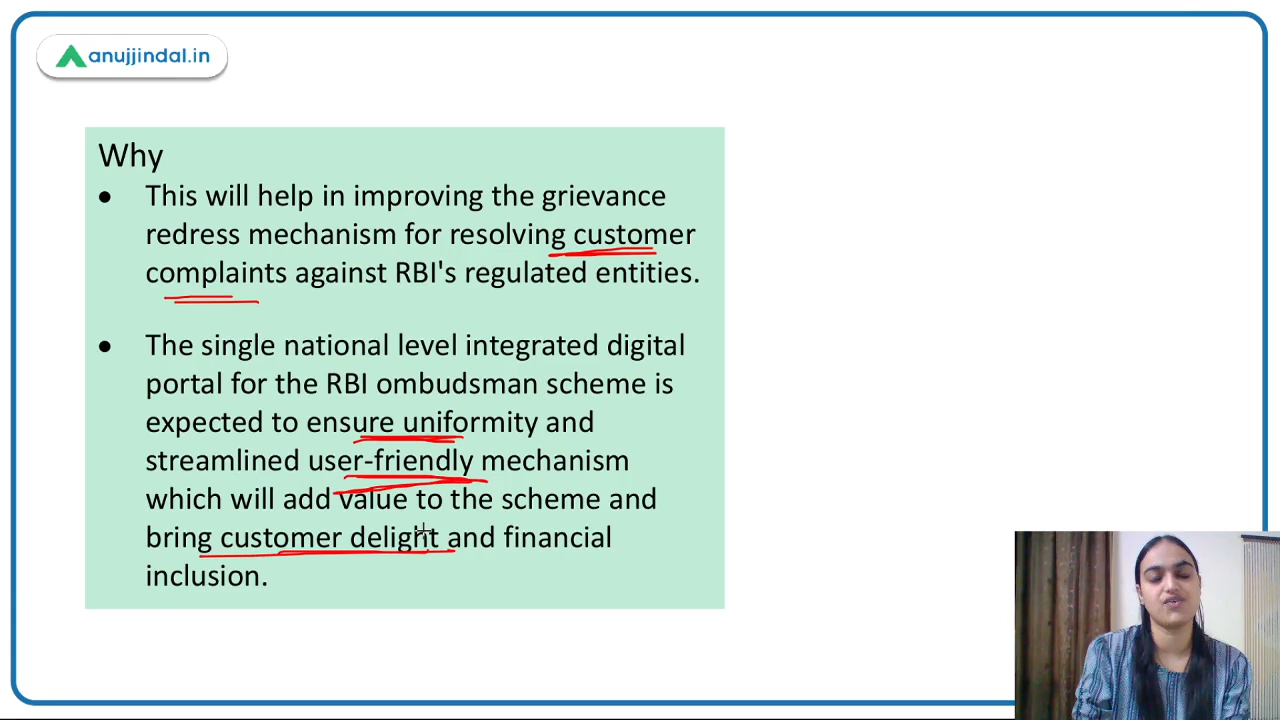 anujjindal.in
Why
• This will help in improving the grievance
redress mechanism for resolving customer
complaints against RBI's regulated entities.
• The single national level integrated digital
portal for the RBI ombudsman scheme is
expected to ensure uniformity and
streamlined user-friendly mechanism
which will add value to the scheme and
bring customer delight and financial
inclusion.